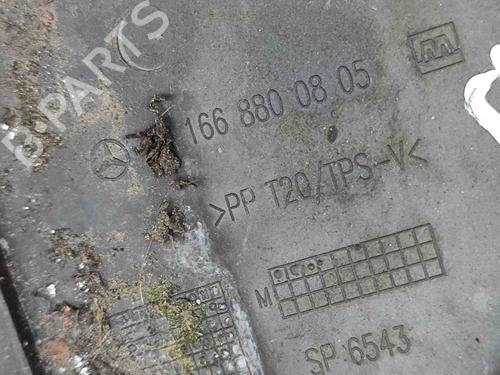 B-PARTS
166 880 08 05
>PP T20/TPS-V<
M
SP 6543